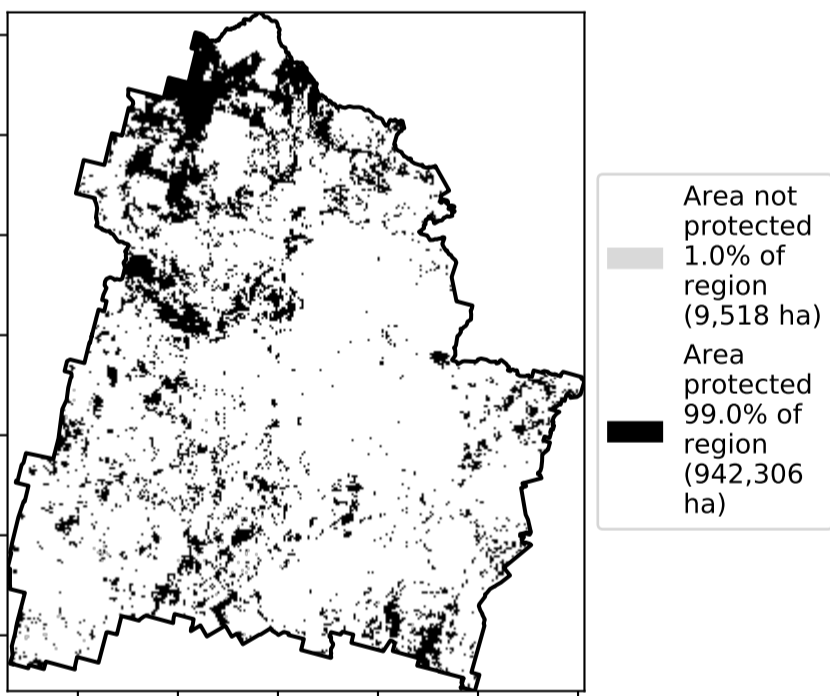 Area not
protected
1.0% of
region
(9,518 ha)
Area
protected
99.0% of
region
(942,306
ha)